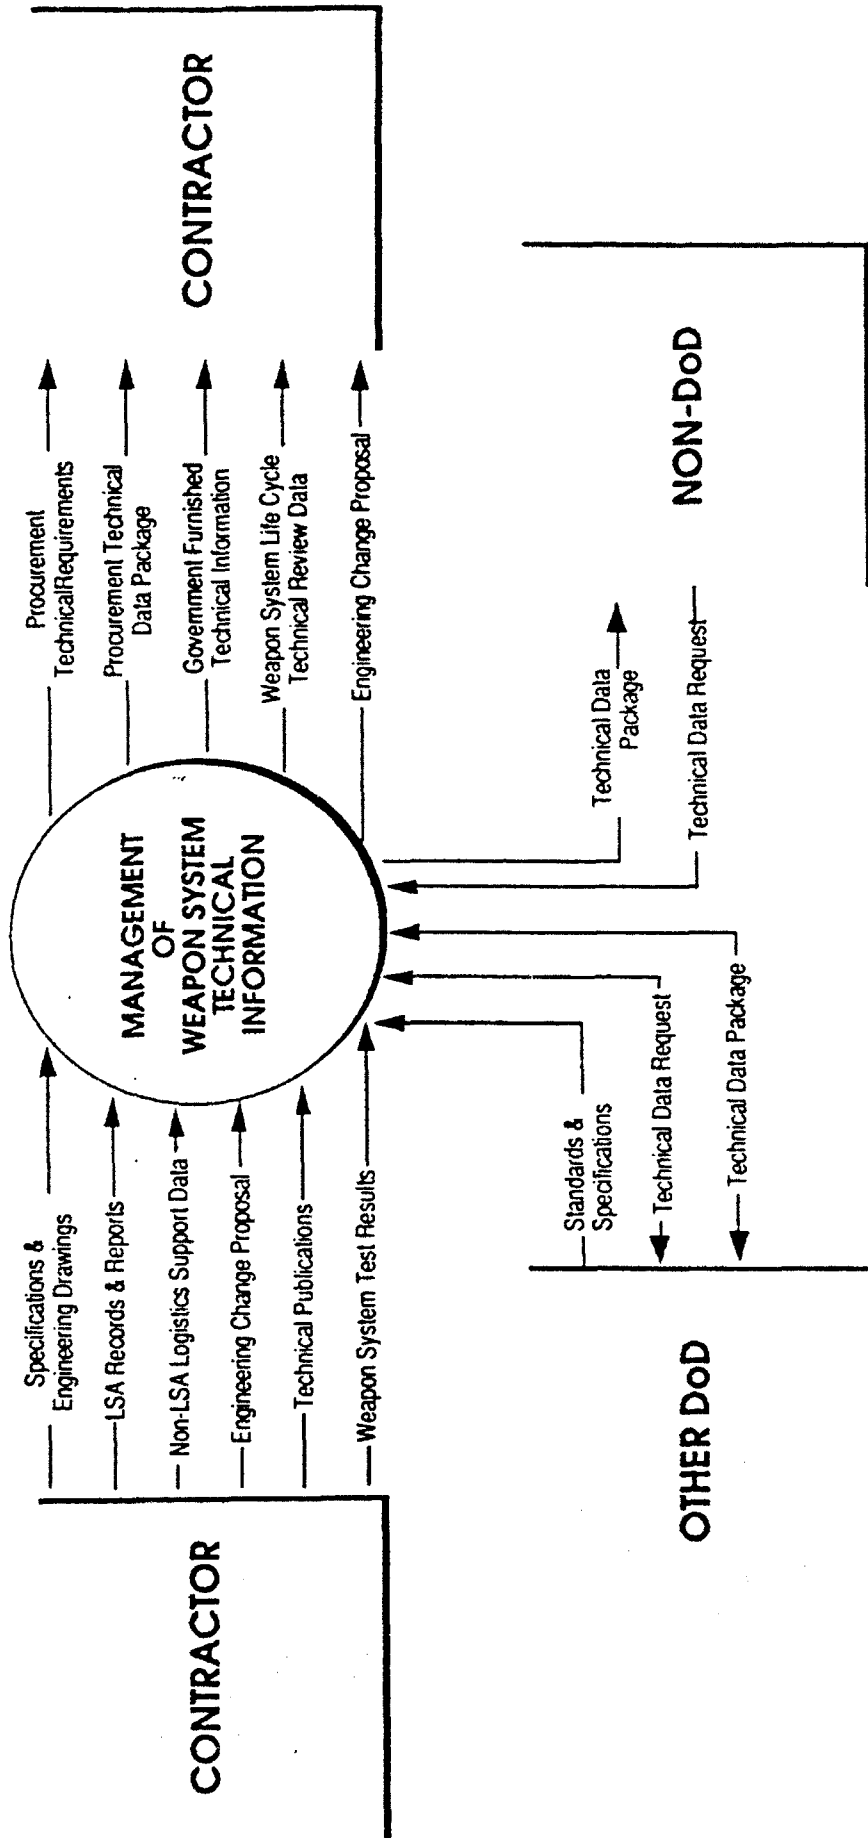 CONTRACTOR
Specifications &
Engineering Drawings
LSA Records & Reports
Non-LSA Logistics Support Data
Engineering Change Proposal
Technical Publications
Weapon System Test Results
MANAGEMENT
OF
WEAPON SYSTEM
TECHNICAL
INFORMATION
Procurement
TechnicalRequirements
Procurement Technical
Data Package
Government Furnished
Technical Information
Weapon System Life Cycle
Technical Review Data
Engineering Change Proposal
CONTRACTOR
OTHER DoD
Standards &
Specifications
Technical Data Request
Technical Data Package
Technical Data
Package
Technical Data Request
NON-DoD